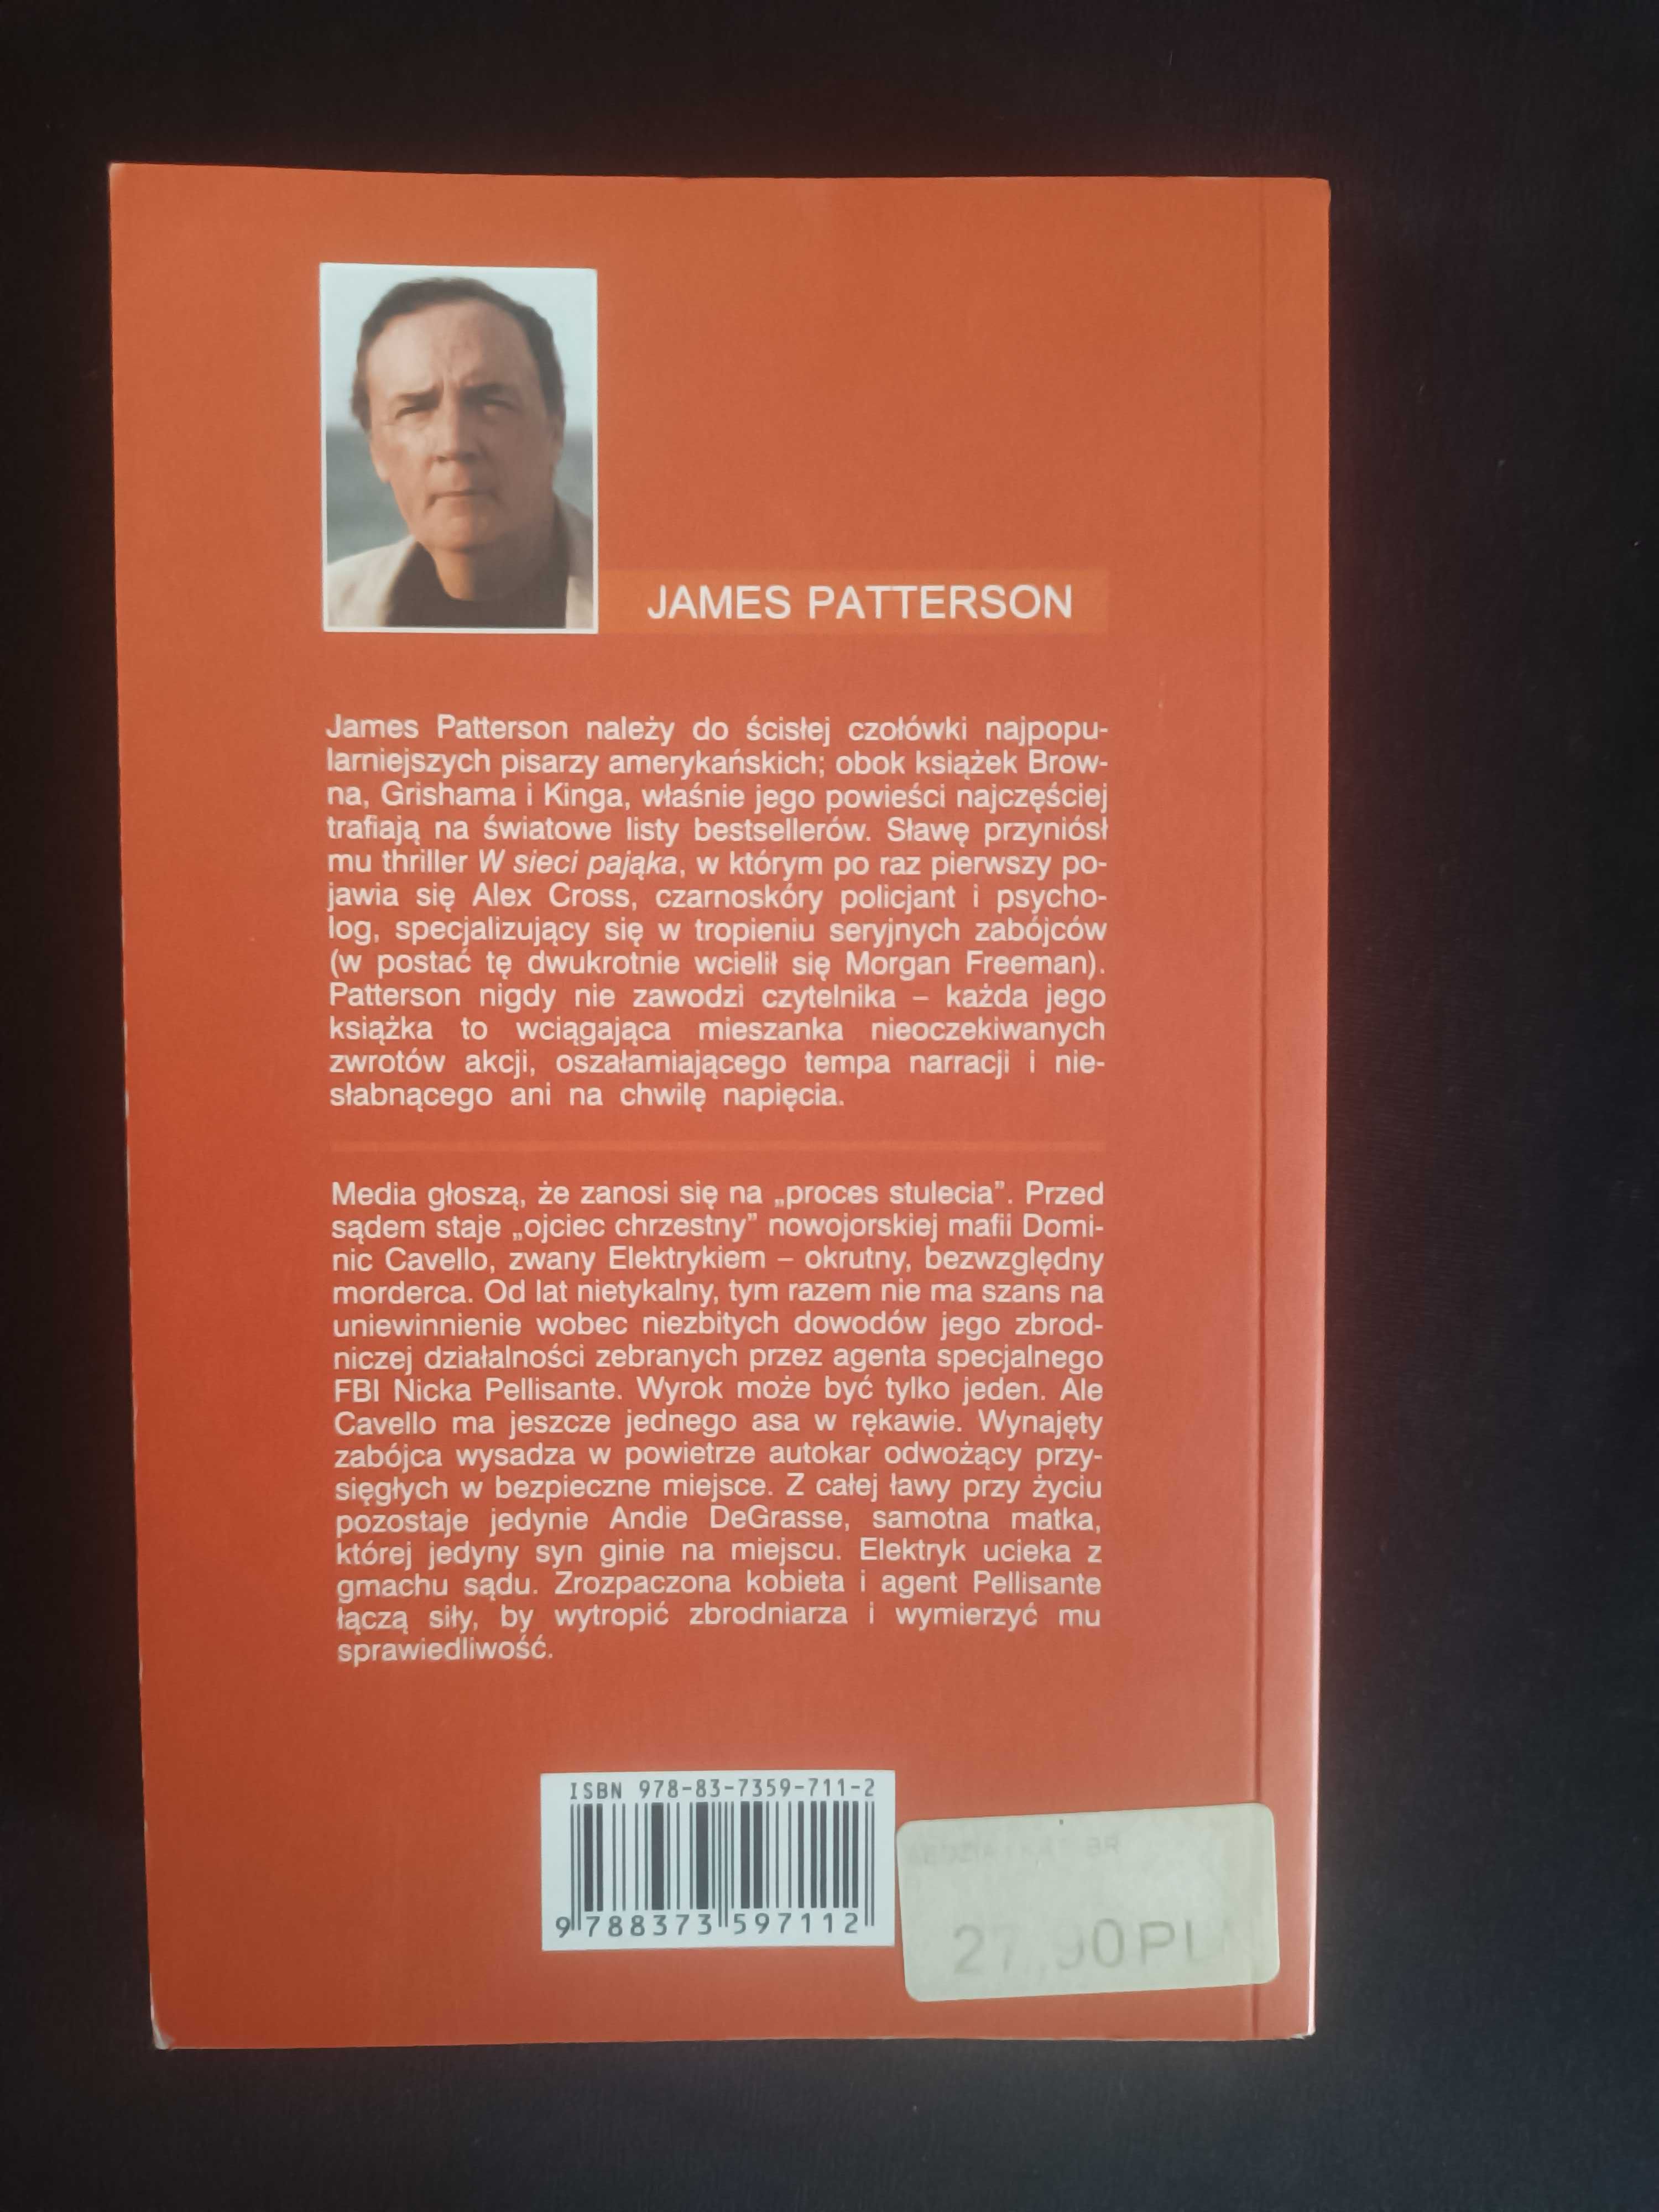 JAMES PATTERSON
James Patterson należy do ścisłej czołówki najpopu-
larniejszych pisarzy amerykańskich; obok książek Brow-
na, Grishama i Kinga, właśnie jego powieści najczęściej
trafiają na światowe listy bestsellerów. Sławę przyniósł
mu thriller W sieci pająka, w którym po raz pierwszy po-
jawia się Alex Cross, czarnoskóry policjant i psycho-
log, specjalizujący się w tropieniu seryjnych zabójców
(w postać tę dwukrotnie wcielił się Morgan Freeman).
Patterson nigdy nie zawodzi czytelnika – każda jego
książka to wciągająca mieszanka nieoczekiwanych
zwrotów akcji, oszałamiającego tempa narracji i nie-
słabnącego ani na chwilę napięcia.
Media głoszą, że zanosi się na „proces stulecia”. Przed
sądem staje „ojciec chrzestny” nowojorskiej mafii Domi-
nic Cavello, zwany Elektrykiem – okrutny, bezwzględny
morderca. Od lat nietykalny, tym razem nie ma szans na
uniewinnienie wobec niezbitych dowodów jego zbrod-
niczej działalności zebranych przez agenta specjalnego
FBI Nicka Pellisante. Wyrok może być tylko jeden. Ale
Cavello ma jeszcze jednego asa w rękawie. Wynajęty
zabójca wysadza w powietrze autokar odwożący przy-
sięgłych w bezpieczne miejsce. Z całej ławy przy życiu
pozostaje jedynie Andie DeGrasse, samotna matka,
której jedyny syn ginie na miejscu. Elektryk ucieka z
gmachu sądu. Zrozpaczona kobieta i agent Pellisante
łączą siły, by wytropić zbrodniarza i wymierzyć mu
sprawiedliwość.
ISBN 978-83-7359-711-2
9 788373 597112
BR
27,90PL